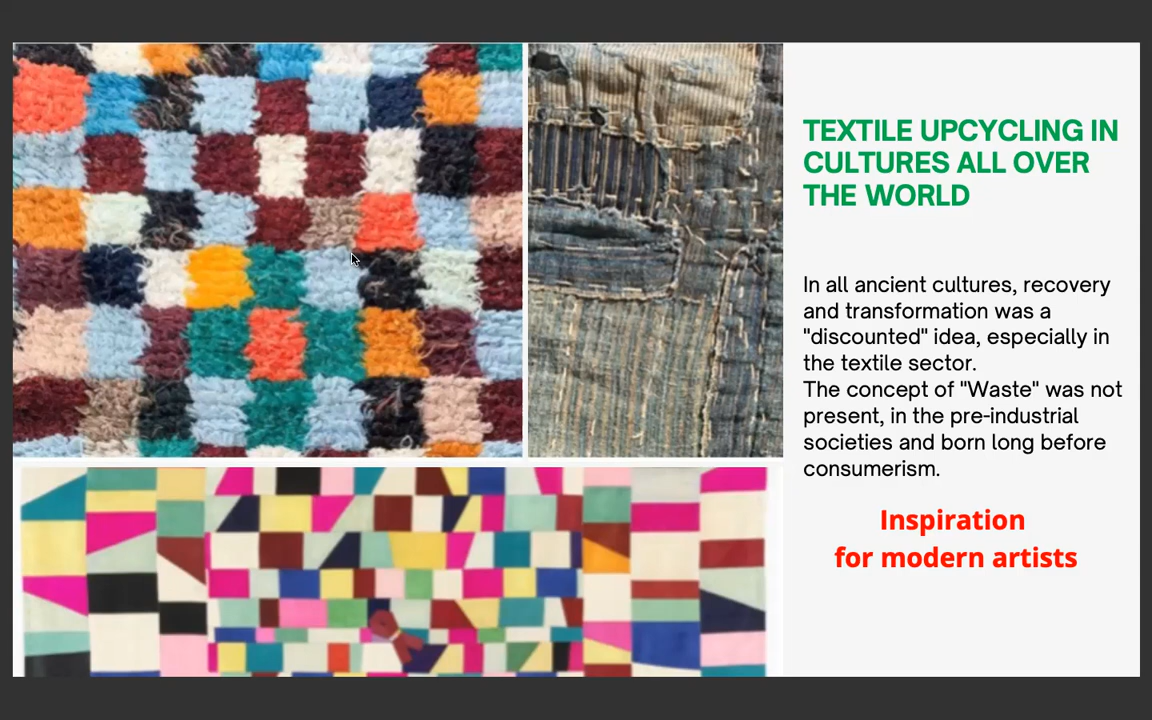 TEXTILE UPCYCLING IN
CULTURES ALL OVER
THE WORLD
In all ancient cultures, recovery
and transformation was a
"discounted" idea, especially in
the textile sector.
The concept of "Waste" was not
present, in the pre-industrial
societies and born long before
consumerism.
Inspiration
for modern artists